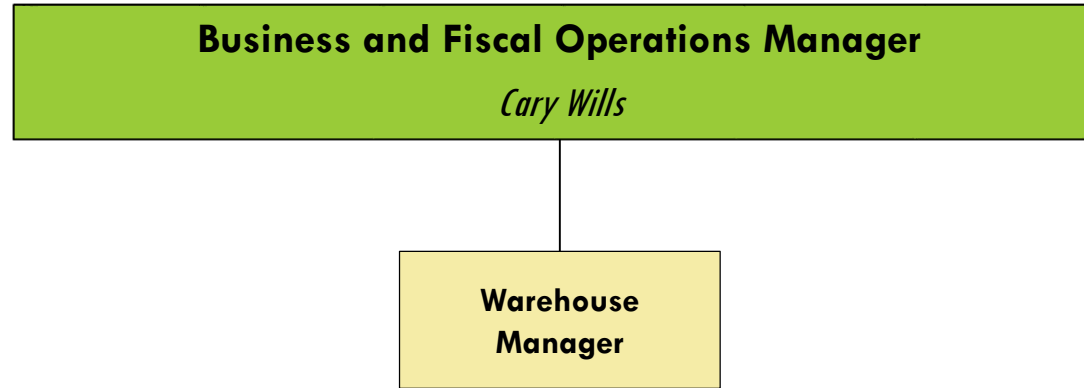 Business and Fiscal Operations Manager
Cary Wills
Warehouse
Manager